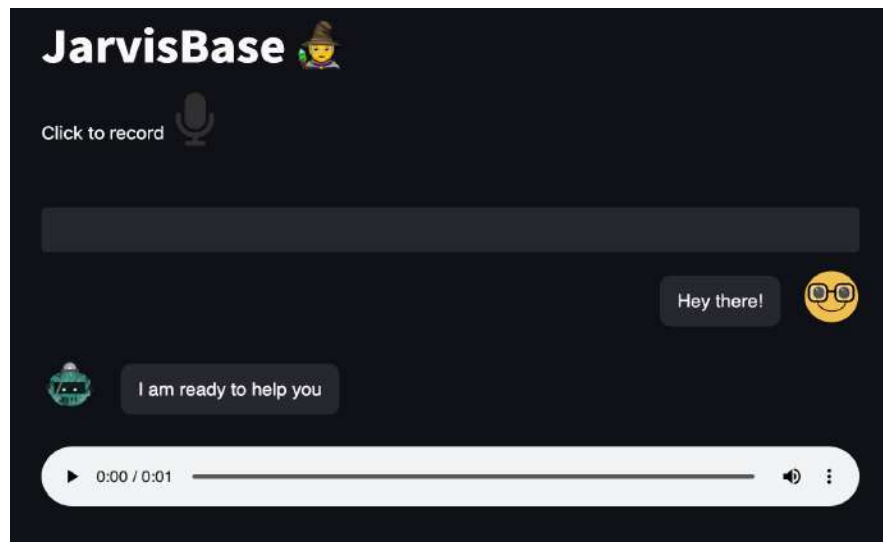 JarvisBase
Click to record
Hey there!
I am ready to help you
0:00 / 0:01